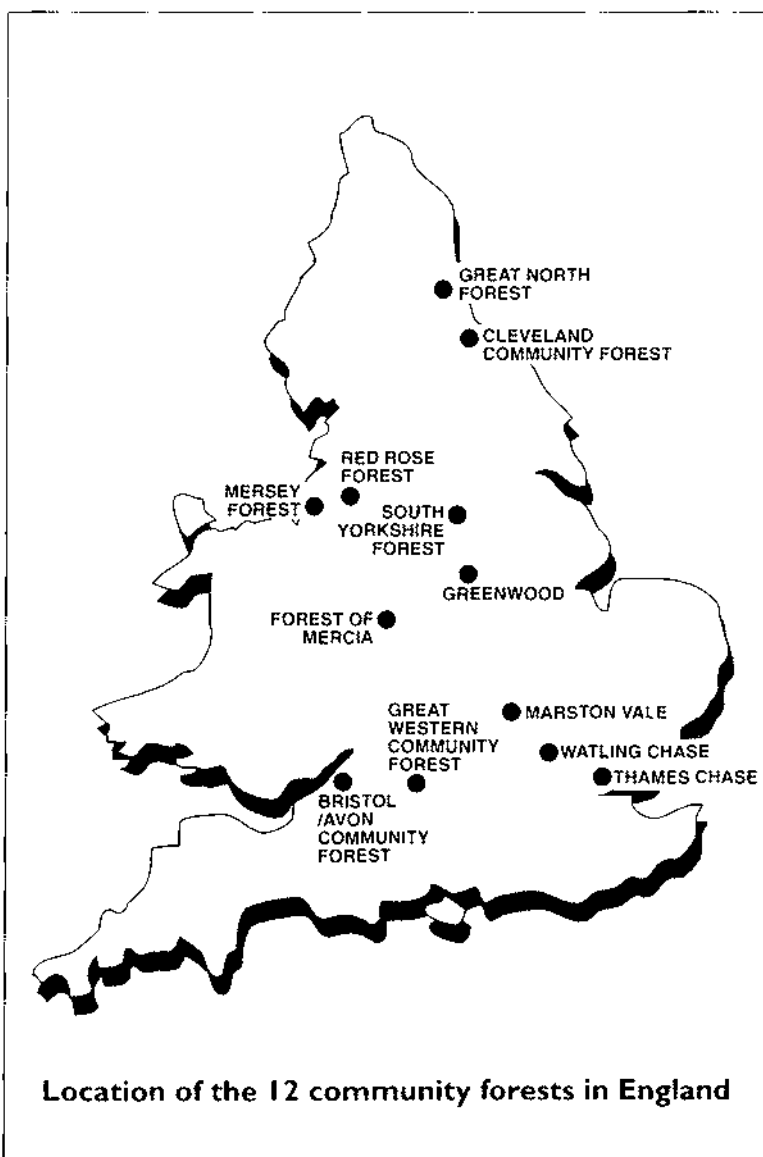 GREAT NORTH
FOREST
CLEVELAND
COMMUNITY FOREST
RED ROSE
FOREST
MERSEY
FOREST
SOUTH
YORKSHIRE
FOREST
GREENWOOD
FOREST OF
MERCIA
GREAT
WESTERN
COMMUNITY
FOREST
MARSTON VALE
WATLING CHASE
THAMES CHASE
BRISTOL
/AVON
COMMUNITY
FOREST
Location of the 12 community forests in England